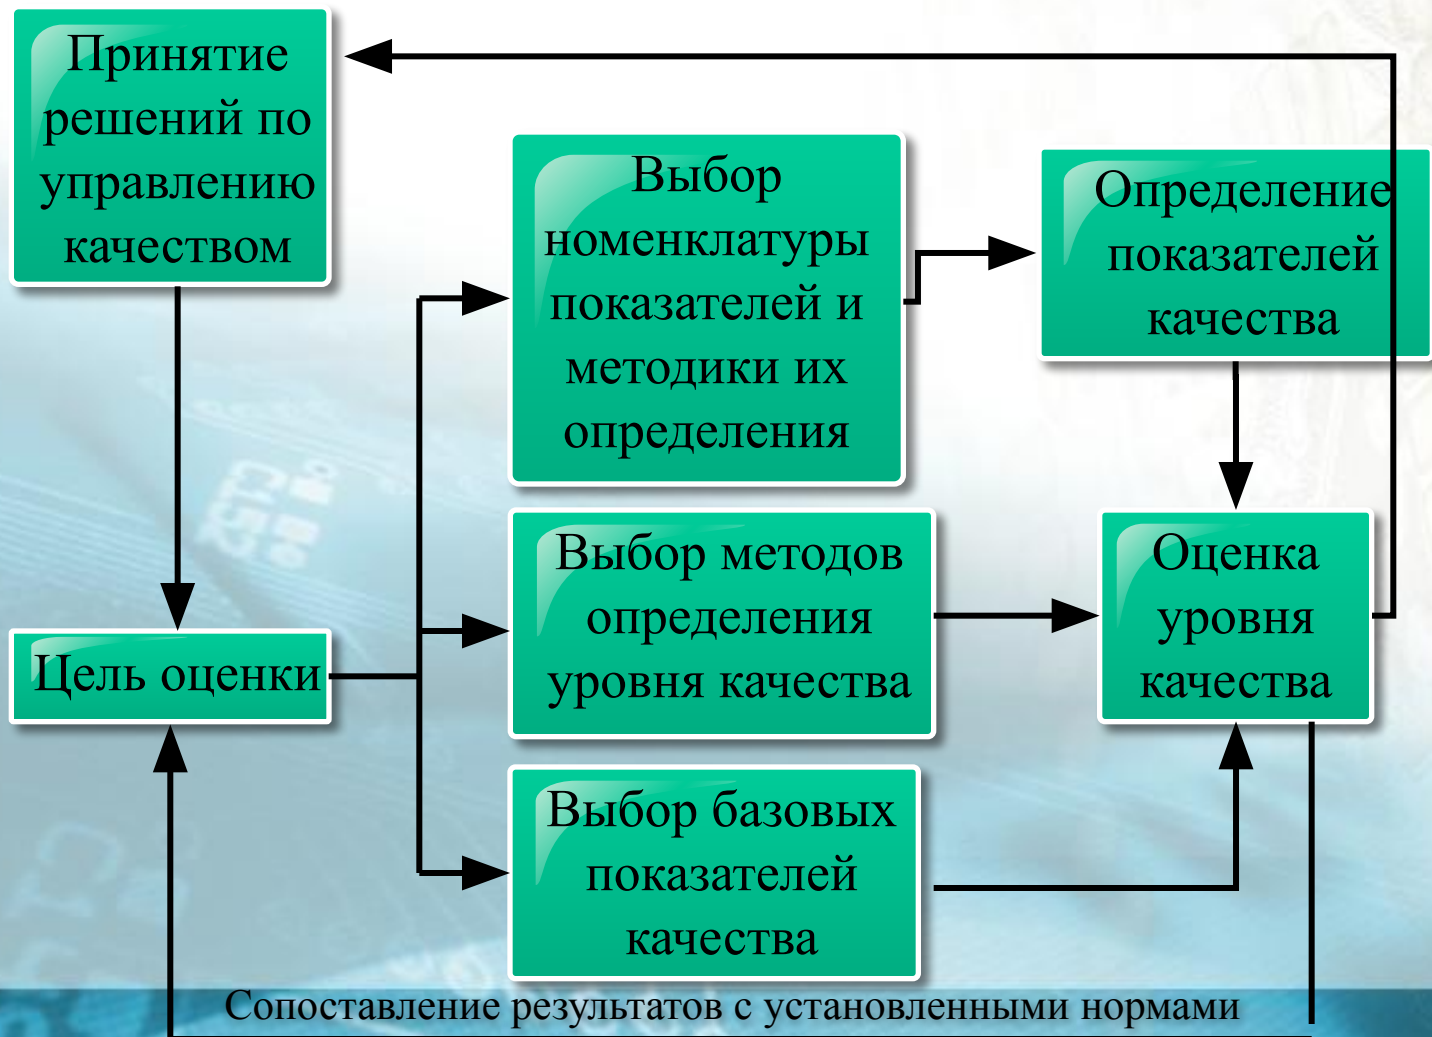 Принятие
решений по
управлению
качеством
Выбор
номенклатуры
показателей и
методики их
определения
Определение
показателей
качества
Цель оценки
Выбор методов
определения
уровня качества
Оценка
уровня
качества
Выбор базовых
показателей
качества
Сопоставление результатов с установленными нормами